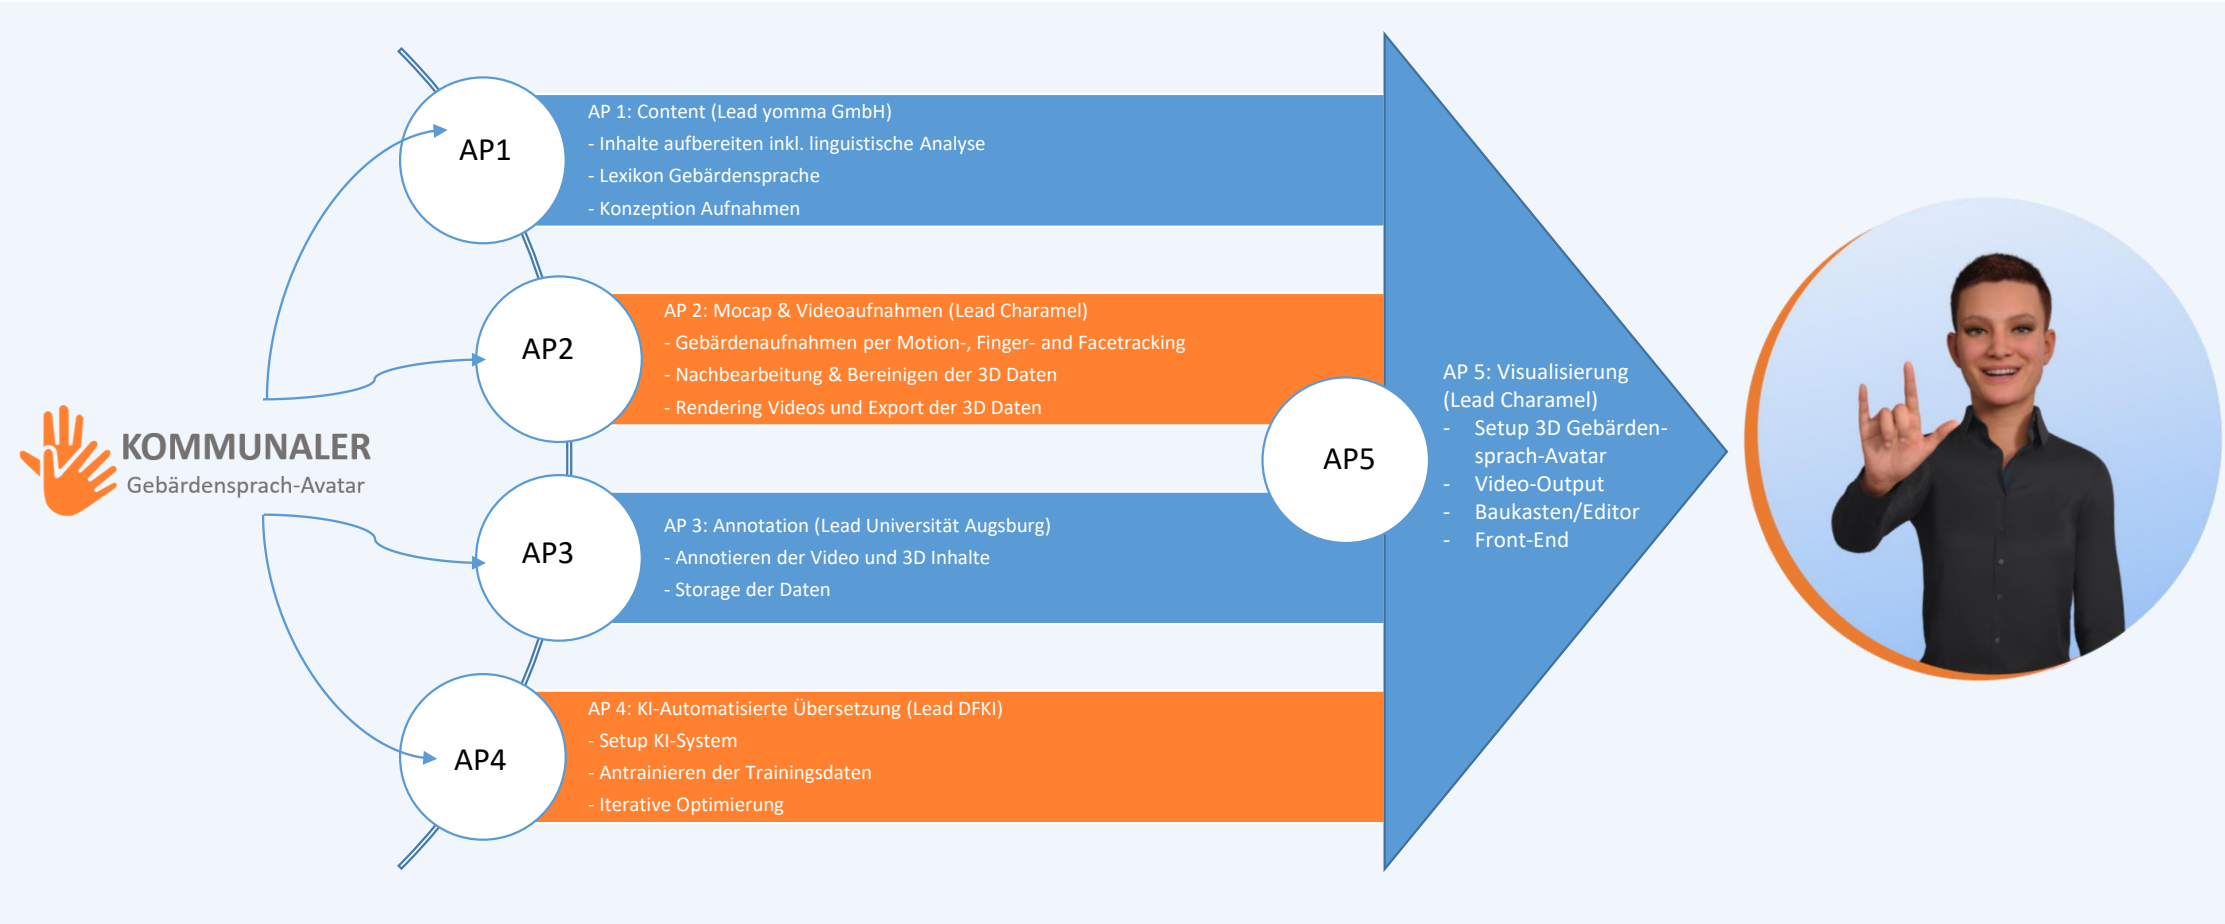 KOMMUNALER
Gebärdensprach-Avatar
AP1
AP 1: Content (Lead yomma GmbH)
- Inhalte aufbereiten inkl. linguistische Analyse
- Lexikon Gebärdensprache
- Konzeption Aufnahmen
AP2
AP 2: Mocap & Videoaufnahmen (Lead Charamel)
- Gebärdenaufnahmen per Motion-, Finger- and Facetracking
- Nachbearbeitung & Bereinigen der 3D Daten
- Rendering Videos und Export der 3D Daten
AP3
AP 3: Annotation (Lead Universität Augsburg)
- Annotieren der Video und 3D Inhalte
- Storage der Daten
AP4
AP 4: KI-Automatisierte Übersetzung (Lead DFKI)
- Setup KI-System
- Antrainieren der Trainingsdaten
- Iterative Optimierung
AP5
AP 5: Visualisierung
(Lead Charamel)
- Setup 3D Gebärden-
sprach-Avatar
- Video-Output
- Baukasten/Editor
- Front-End